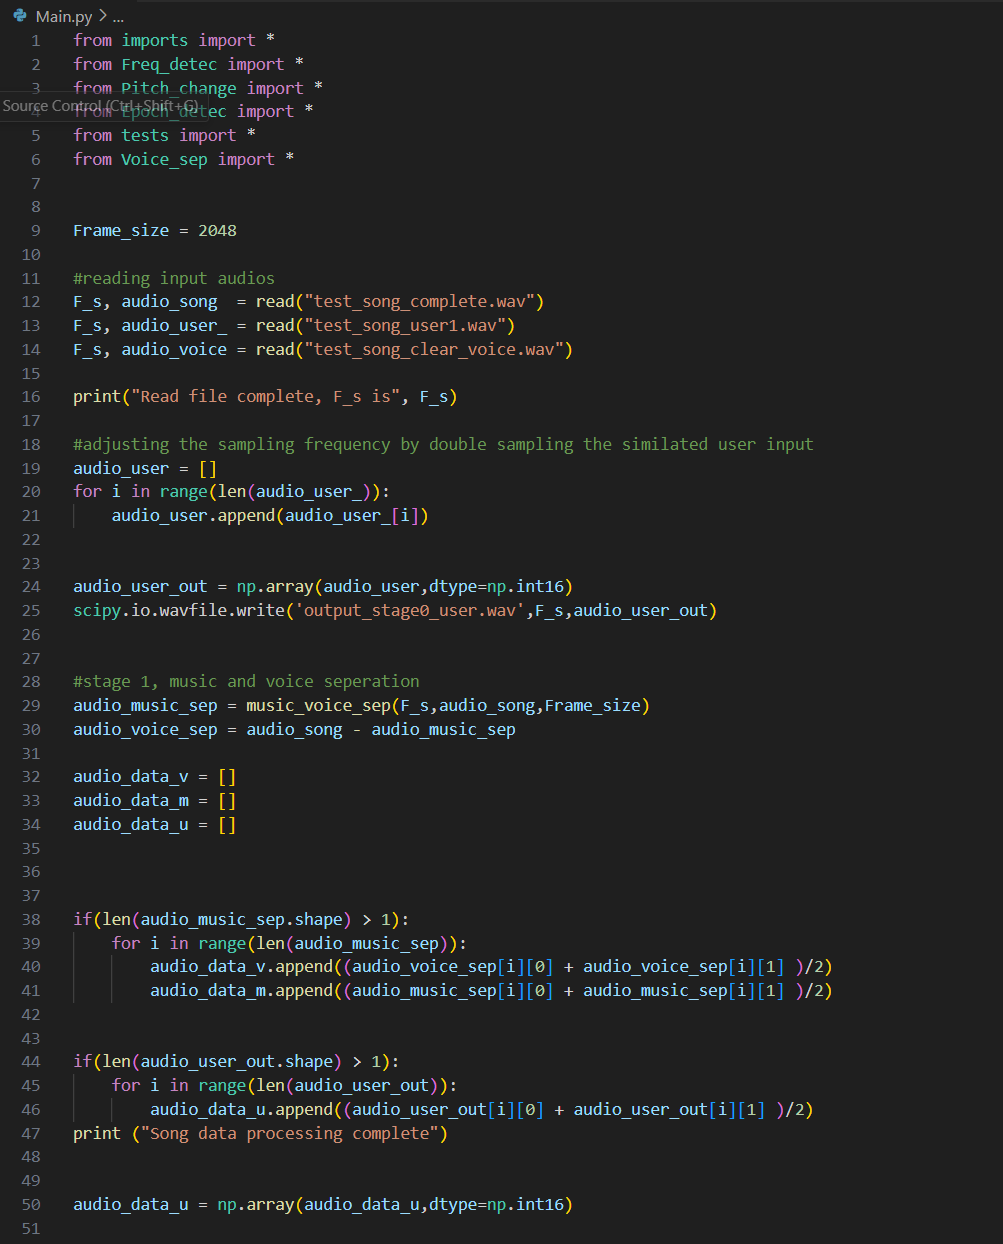 Main.py > ...
1 from imports import *
2 from Freq_detec import *
3 from Pitch_change import *
Source Control (Ctrl+Shift+G)
4 from Epoch_detec import *
5 from tests import *
6 from Voice_sep import *
7
8
9 Frame_size = 2048
10
11 #reading input audios
12 F_s, audio_song  = read("test_song_complete.wav")
13 F_s, audio_user_ = read("test_song_user1.wav")
14 F_s, audio_voice = read("test_song_clear_voice.wav")
15
16 print("Read file complete, F_s is", F_s)
17
18 #adjusting the sampling frequency by double sampling the similated user input
19 audio_user = []
20 for i in range(len(audio_user_)):
21     audio_user.append(audio_user_[i])
22
23
24 audio_user_out = np.array(audio_user,dtype=np.int16)
25 scipy.io.wavfile.write('output_stage0_user.wav',F_s,audio_user_out)
26
27
28 #stage 1, music and voice seperation
29 audio_music_sep = music_voice_sep(F_s,audio_song,Frame_size)
30 audio_voice_sep = audio_song - audio_music_sep
31
32 audio_data_v = []
33 audio_data_m = []
34 audio_data_u = []
35
36
37
38 if(len(audio_music_sep.shape) > 1):
39     for i in range(len(audio_music_sep)):
40         audio_data_v.append((audio_voice_sep[i][0] + audio_voice_sep[i][1] )/2)
41         audio_data_m.append((audio_music_sep[i][0] + audio_music_sep[i][1] )/2)
42
43
44 if(len(audio_user_out.shape) > 1):
45     for i in range(len(audio_user_out)):
46         audio_data_u.append((audio_user_out[i][0] + audio_user_out[i][1] )/2)
47 print ("Song data processing complete")
48
49
50 audio_data_u = np.array(audio_data_u,dtype=np.int16)
51